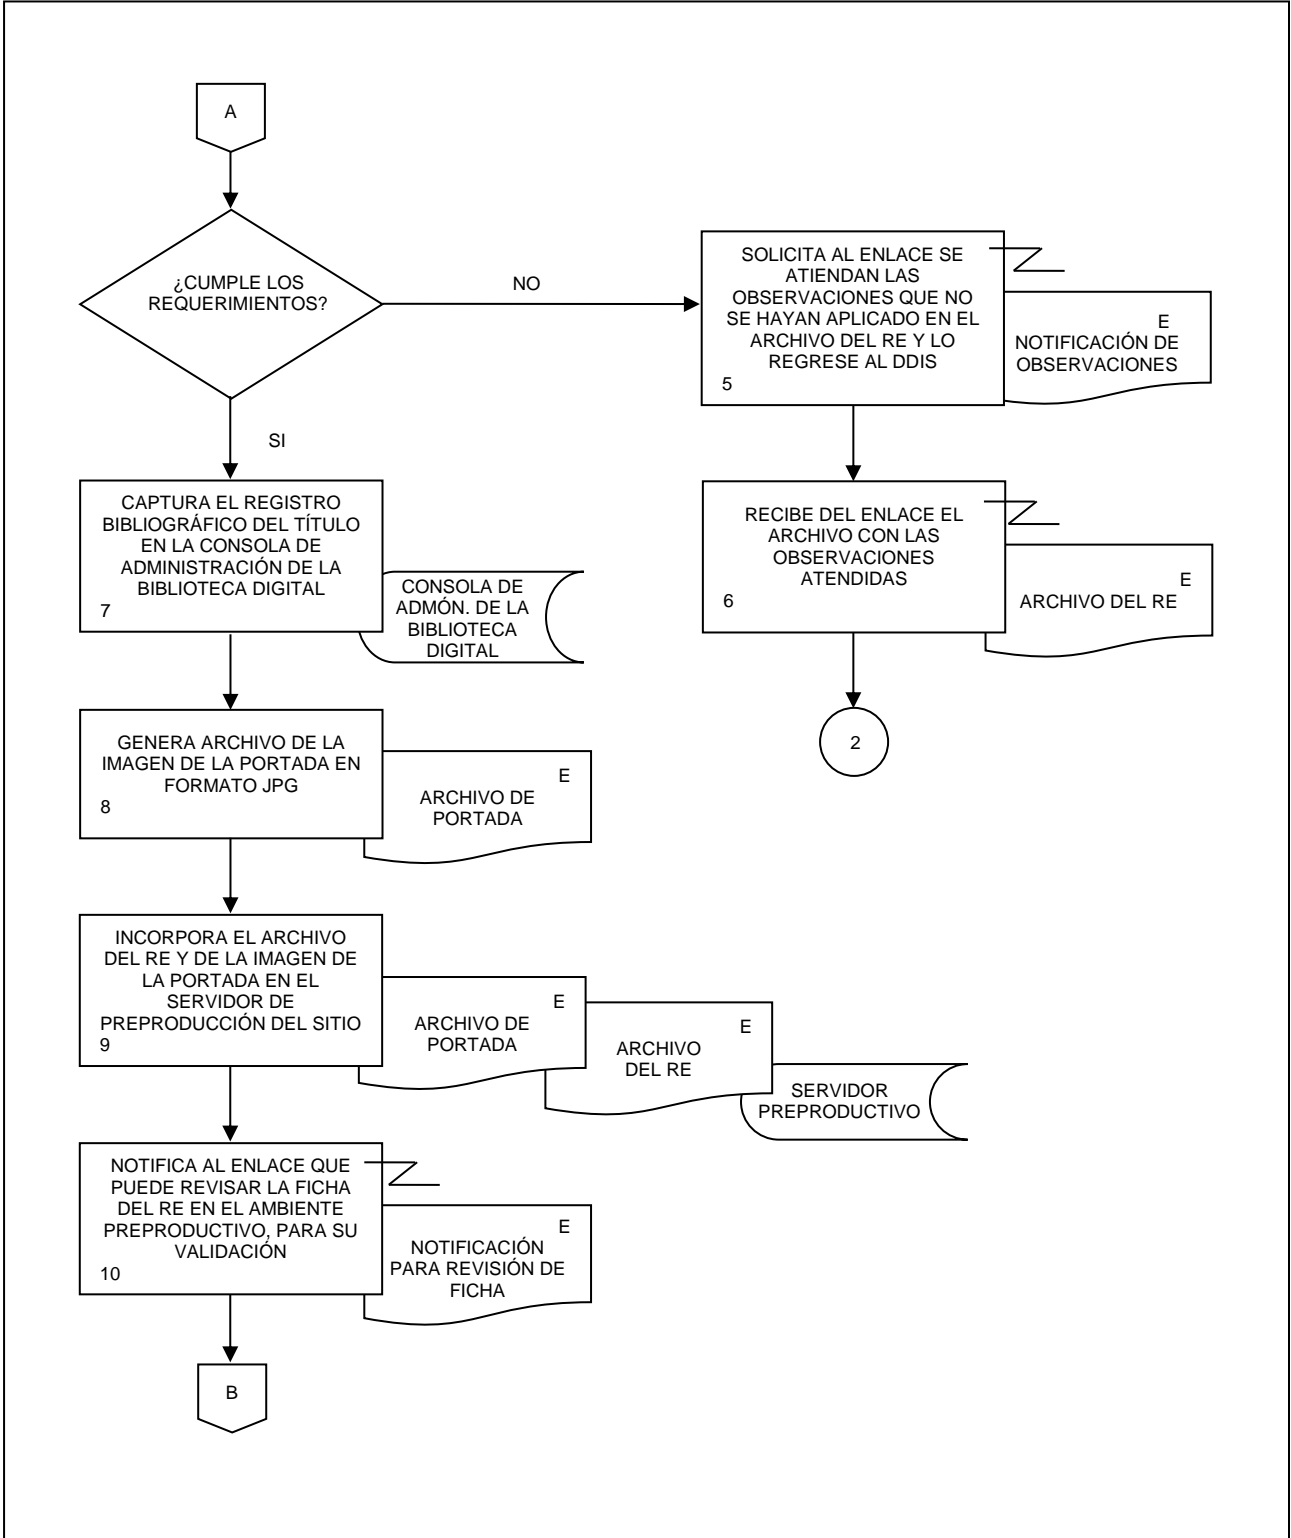 A
¿CUMPLE LOS
REQUERIMIENTOS?
NO
SOLICITA AL ENLACE SE
ATIENDAN LAS
OBSERVACIONES QUE NO
SE HAYAN APLICADO EN EL
ARCHIVO DEL RE Y LO
REGRESE AL DDIS
5
E
NOTIFICACIÓN DE
OBSERVACIONES
RECIBE DEL ENLACE EL
ARCHIVO CON LAS
OBSERVACIONES
ATENDIDAS
6
E
ARCHIVO DEL RE
2
SI
CAPTURA EL REGISTRO
BIBLIOGRÁFICO DEL TÍTULO
EN LA CONSOLA DE
ADMINISTRACIÓN DE LA
BIBLIOTECA DIGITAL
7
CONSOLA DE
ADMÓN. DE LA
BIBLIOTECA
DIGITAL
GENERA ARCHIVO DE LA
IMAGEN DE LA PORTADA EN
FORMATO JPG
8
E
ARCHIVO DE
PORTADA
INCORPORA EL ARCHIVO
DEL RE Y DE LA IMAGEN DE
LA PORTADA EN EL
SERVIDOR DE
PREPRODUCCIÓN DEL SITIO
9
E
ARCHIVO DE
PORTADA
E
ARCHIVO
DEL RE
SERVIDOR
PREPRODUCTIVO
NOTIFICA AL ENLACE QUE
PUEDE REVISAR LA FICHA
DEL RE EN EL AMBIENTE
PREPRODUCTIVO, PARA SU
VALIDACIÓN
10
E
NOTIFICACIÓN
PARA REVISIÓN DE
FICHA
B